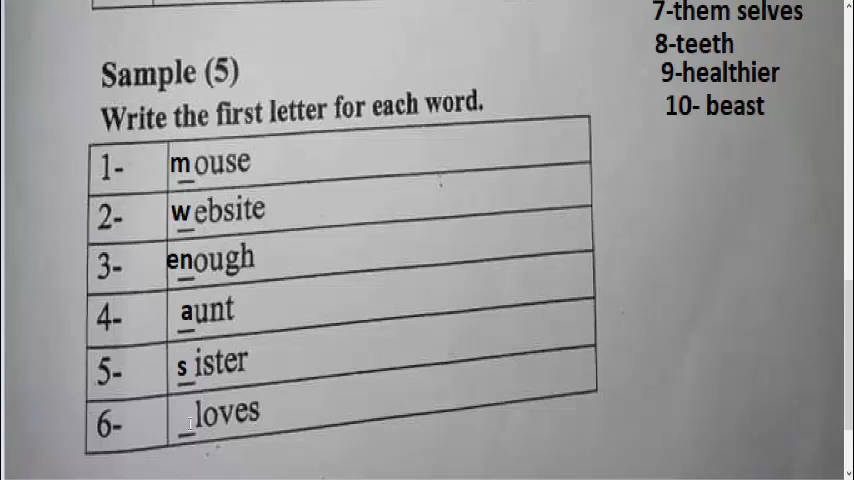 7-them selves
8-teeth
9-healthier
10- beast
Sample (5)
Write the first letter for each word.
1- mouse
2- website
3- enough
4- aunt
5- sister
6- _loves